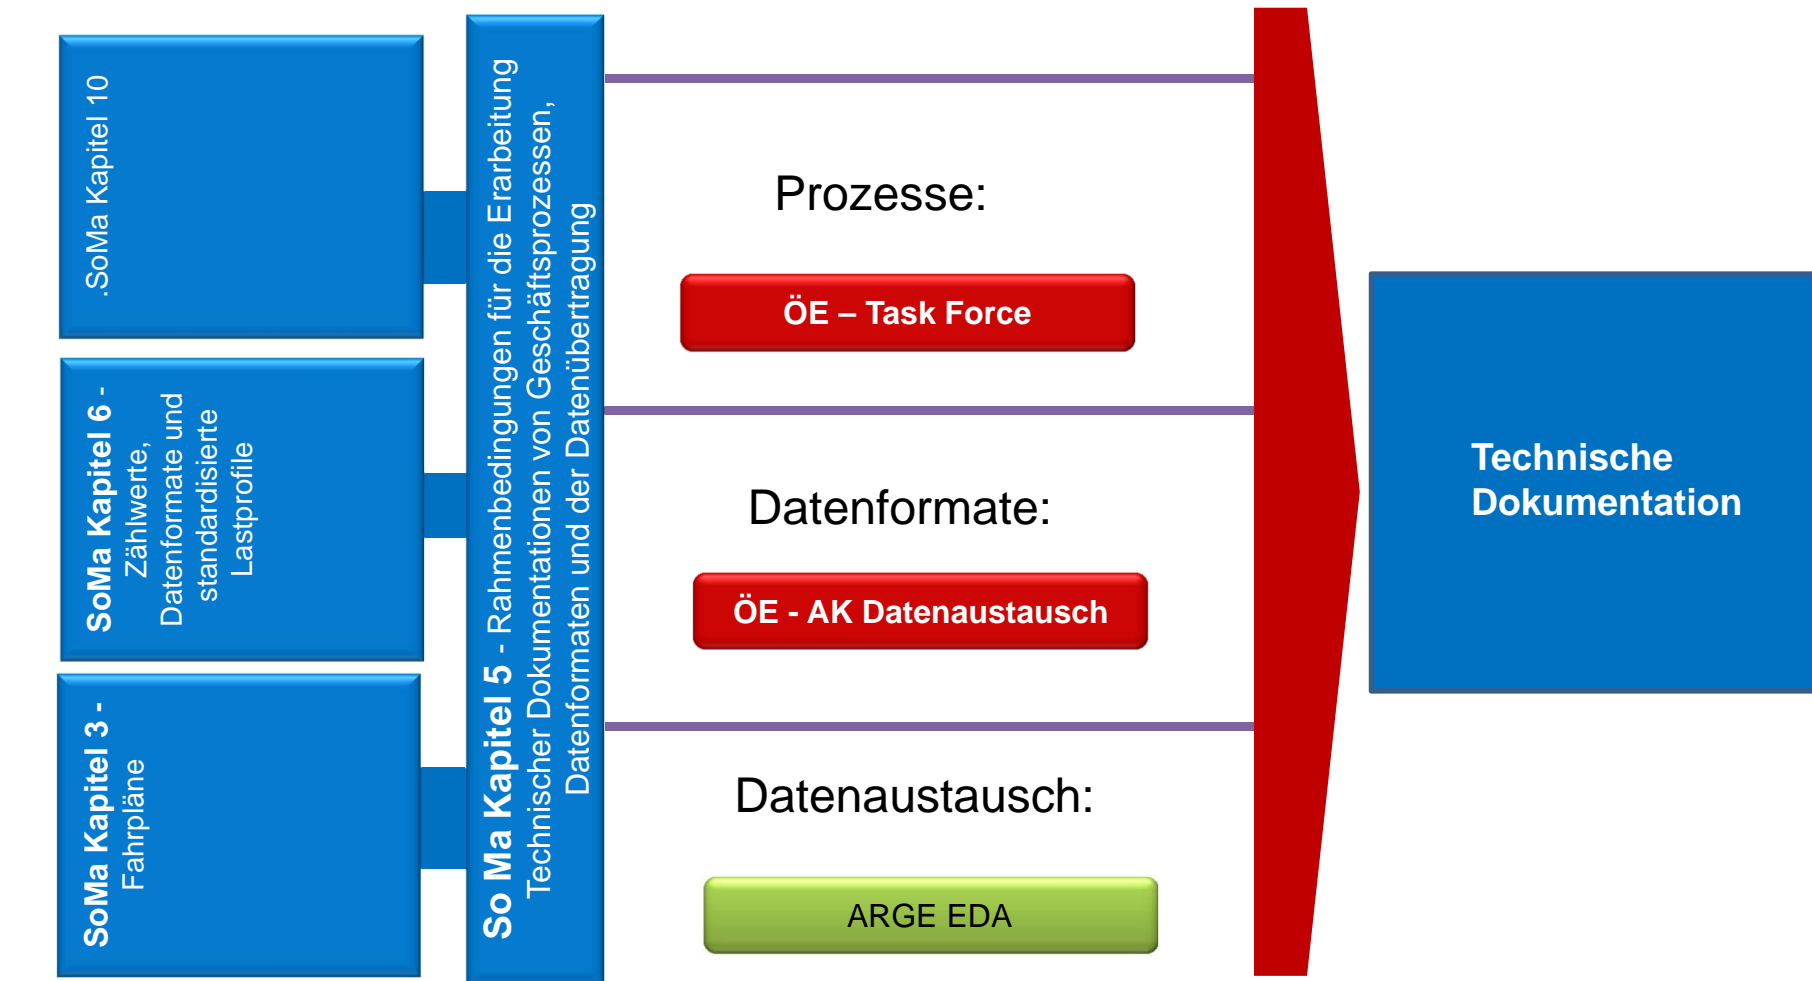 .SoMa Kapitel 10
SoMa Kapitel 6 -
Zählwerte,
Datenformate und
standardisierte
Lastprofile
SoMa Kapitel 3 -
Fahrpläne
So Ma Kapitel 5 - Rahmenbedingungen für die Erarbeitung
Technischer Dokumentationen von Geschäftsprozessen,
Datenformaten und der Datenübertragung
Prozesse:
ÖE – Task Force
Datenformate:
ÖE - AK Datenaustausch
Datenaustausch:
ARGE EDA
Technische
Dokumentation